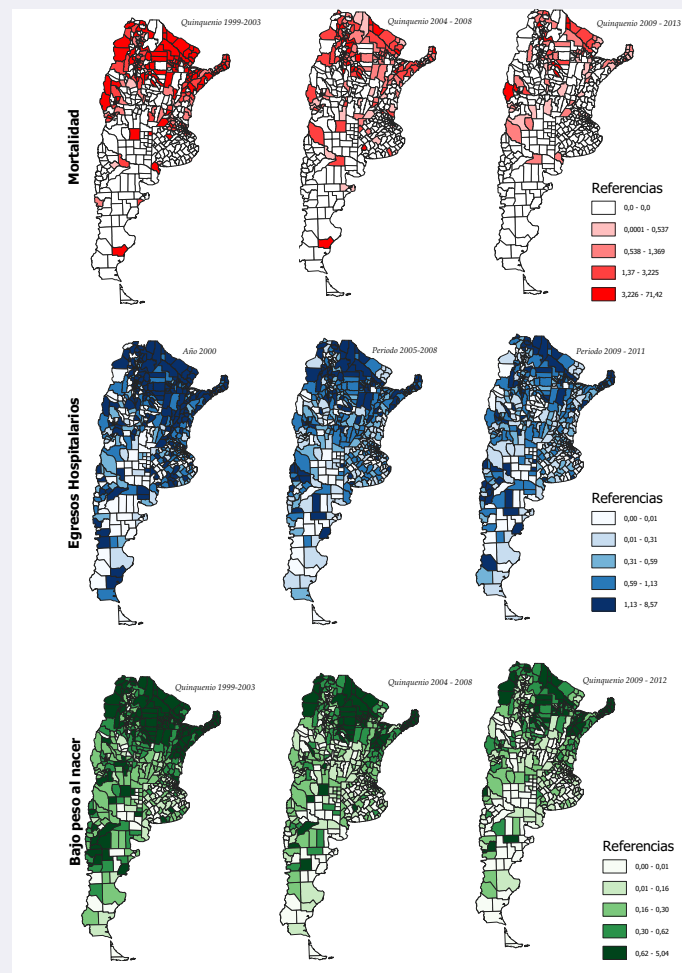 Mortalidad
Quinquenio 1999-2003
Quinquenio 2004 - 2008
Quinquenio 2009 - 2013
Referencias
0,0 - 0,0
0,0001 - 0,537
0,538 - 1,369
1,37 - 3,225
3,226 - 71,42
Egresos Hospitalarios
Año 2000
Periodo 2005-2008
Periodo 2009 - 2011
Referencias
0,00 - 0,01
0,01 - 0,31
0,31 - 0,59
0,59 - 1,13
1,13 - 8,57
Bajo peso al nacer
Quinquenio 1999-2003
Quinquenio 2004 - 2008
Quinquenio 2009 - 2012
Referencias
0,00 - 0,01
0,01 - 0,16
0,16 - 0,30
0,30 - 0,62
0,62 - 5,04